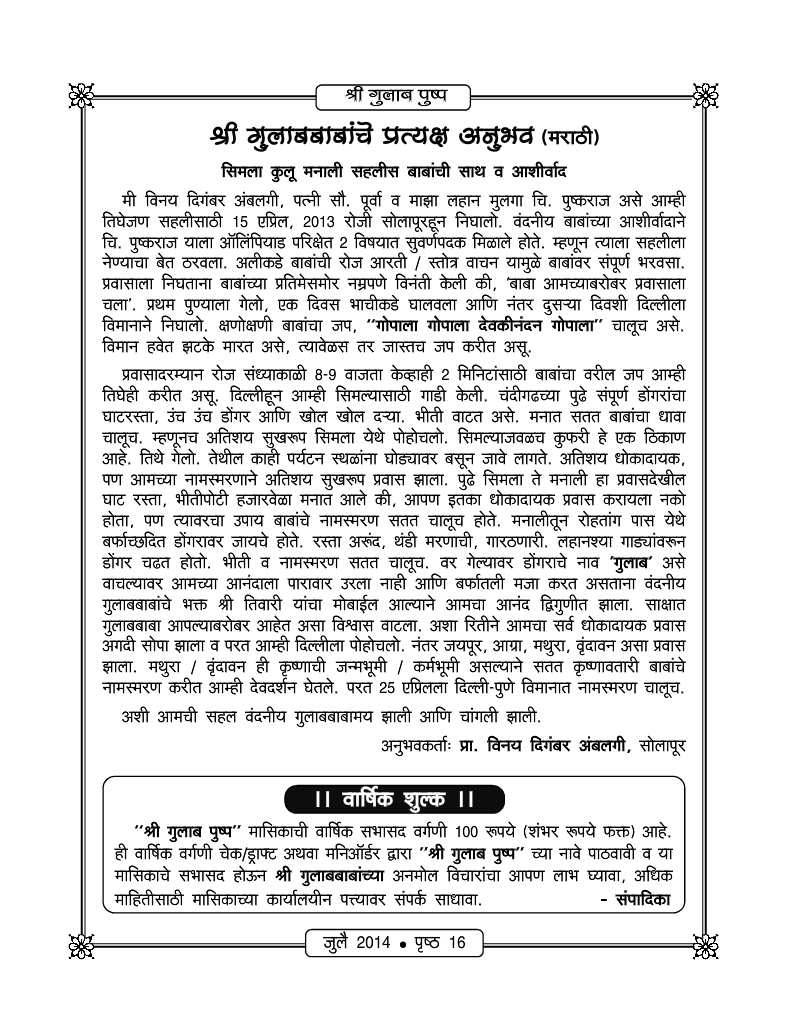 श्री गुलाब पुष्प
श्री गुलाबबाबांचे प्रत्यक्ष अनुभव (मराठी)
सिमला कुलू मनाली सहलीस बाबांची साथ व आशीर्वाद
मी विनय दिगंबर अंबलगी, पत्नी सौ. पूर्वा व माझा लहान मुलगा चि. पुष्कराज असे आम्ही
तिघेजण सहलीसाठी 15 एप्रिल, 2013 रोजी सोलापूरहून निघालो. वंदनीय बाबांच्या आशीर्वादाने
चि. पुष्कराज याला ऑलिंपियाड परिक्षेत 2 विषयात सुवर्णपदक मिळाले होते. म्हणून त्याला सहलीला
नेण्याचा बेत ठरवला. अलीकडे बाबांची रोज आरती / स्तोत्र वाचन यामुळे बाबांवर संपूर्ण भरवसा.
प्रवासाला निघताना बाबांच्या प्रतिमेसमोर नम्रपणे विनंती केली की, 'बाबा आमच्याबरोबर प्रवासाला
चला'. प्रथम पुण्याला गेलो, एक दिवस भाचीकडे घालवला आणि नंतर दुसऱ्या दिवशी दिल्लीला
विमानाने निघालो. क्षणोक्षणी बाबांचा जप, ''गोपाला गोपाला देवकीनंदन गोपाला'' चालूच असे.
विमान हवेत झटके मारत असे, त्यावेळस तर जास्तच जप करीत असू.
प्रवासादरम्यान रोज संध्याकाळी 8-9 वाजता केव्हाही 2 मिनिटांसाठी बाबांचा वरील जप आम्ही
तिघेही करीत असू. दिल्लीहून आम्ही सिमल्यासाठी गाडी केली. चंदीगढच्या पुढे संपूर्ण डोंगरांचा
घाटरस्ता, उंच उंच डोंगर आणि खोल खोल दऱ्या. भीती वाटत असे. मनात सतत बाबांचा धावा
चालूच. म्हणूनच अतिशय सुखरूप सिमला येथे पोहोचलो. सिमल्याजवळच कुफरी हे एक ठिकाण
आहे. तिथे गेलो. तेथील काही पर्यटन स्थळांना घोड्यावर बसून जावे लागते. अतिशय धोकादायक,
पण आमच्या नामस्मरणाने अतिशय सुखरूप प्रवास झाला. पुढे सिमला ते मनाली हा प्रवासदेखील
घाट रस्ता, भीतीपोटी हजारवेळा मनात आले की, आपण इतका धोकादायक प्रवास करायला नको
होता, पण त्यावरचा उपाय बाबांचे नामस्मरण सतत चालूच होते. मनालीतून रोहतांग पास येथे
बर्फाच्छदित डोंगरावर जायचे होते. रस्ता अरूंद, थंडी मरणाची, गारठणारी. लहानश्या गाड्यांवरून
डोंगर चढत होतो. भीती व नामस्मरण सतत चालूच. वर गेल्यावर डोंगराचे नाव 'गुलाब' असे
वाचल्यावर आमच्या आनंदाला पारावार उरला नाही आणि बर्फातली मजा करत असताना वंदनीय
गुलाबबाबांचे भक्त श्री तिवारी यांचा मोबाईल आल्याने आमचा आनंद द्विगुणीत झाला. साक्षात
गुलाबबाबा आपल्याबरोबर आहेत असा विश्वास वाटला. अशा रितीने आमचा सर्व धोकादायक प्रवास
अगदी सोपा झाला व परत आम्ही दिल्लीला पोहोचलो. नंतर जयपूर, आग्रा, मथुरा, वृंदावन असा प्रवास
झाला. मथुरा / वृंदावन ही कृष्णाची जन्मभूमी / कर्मभूमी असल्याने सतत कृष्णावतारी बाबांचे
नामस्मरण करीत आम्ही देवदर्शन घेतले. परत 25 एप्रिलला दिल्ली-पुणे विमानात नामस्मरण चालूच.
अशी आमची सहल वंदनीय गुलाबबाबामय झाली आणि चांगली झाली.
अनुभवकर्ताः प्रा. विनय दिगंबर अंबलगी, सोलापूर
।। वार्षिक शुल्क ।।
''श्री गुलाब पुष्प'' मासिकाची वार्षिक सभासद वर्गणी 100 रूपये (शंभर रूपये फक्त) आहे.
ही वार्षिक वर्गणी चेक/ड्राफ्ट अथवा मनिऑर्डर द्वारा ''श्री गुलाब पुष्प'' च्या नावे पाठवावी व या
मासिकाचे सभासद होऊन श्री गुलाबबाबांच्या अनमोल विचारांचा आपण लाभ घ्यावा, अधिक
माहितीसाठी मासिकाच्या कार्यालयीन पत्त्यावर संपर्क साधावा. - संपादिका
जुलै 2014 ● पृष्ठ 16